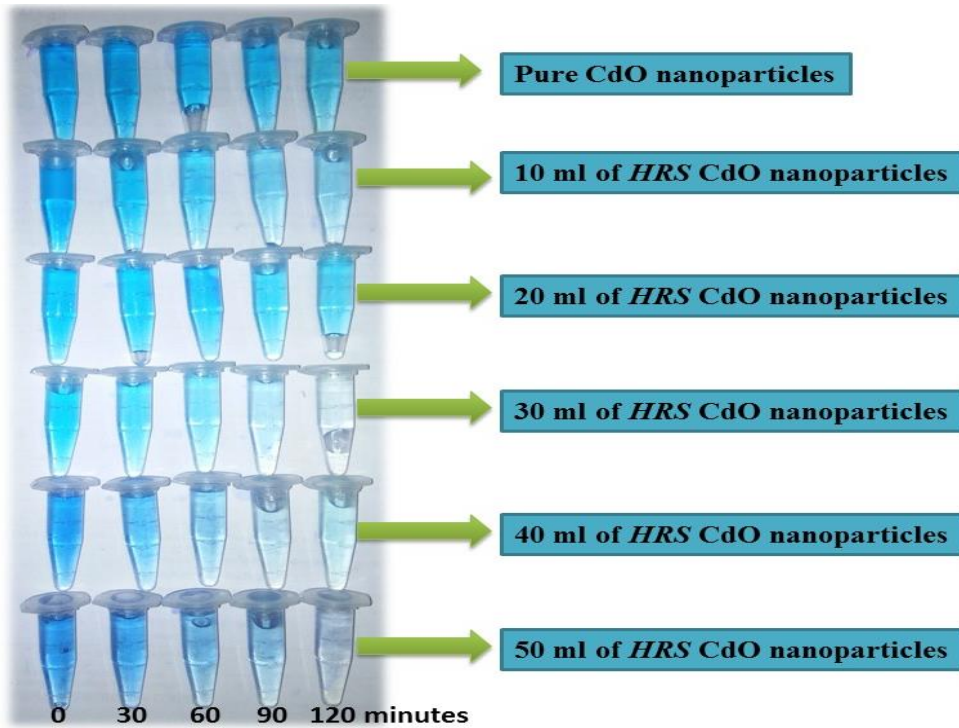 Pure CdO nanoparticles
10 ml of HRS CdO nanoparticles
20 ml of HRS CdO nanoparticles
30 ml of HRS CdO nanoparticles
40 ml of HRS CdO nanoparticles
50 ml of HRS CdO nanoparticles
0 30 60 90 120 minutes